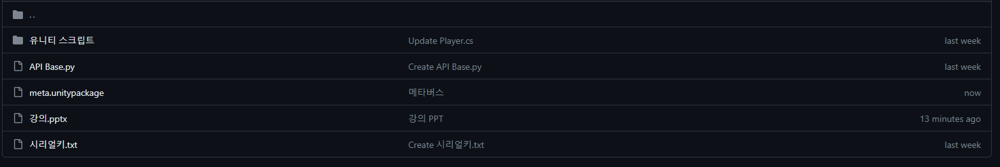 ..
유니티 스크립트 Update Player.cs last week
API Base.py Create API Base.py last week
meta.unitypackage 메타버스 now
강의.pptx 강의 PPT 13 minutes ago
시리얼키.txt Create 시리얼키.txt last week